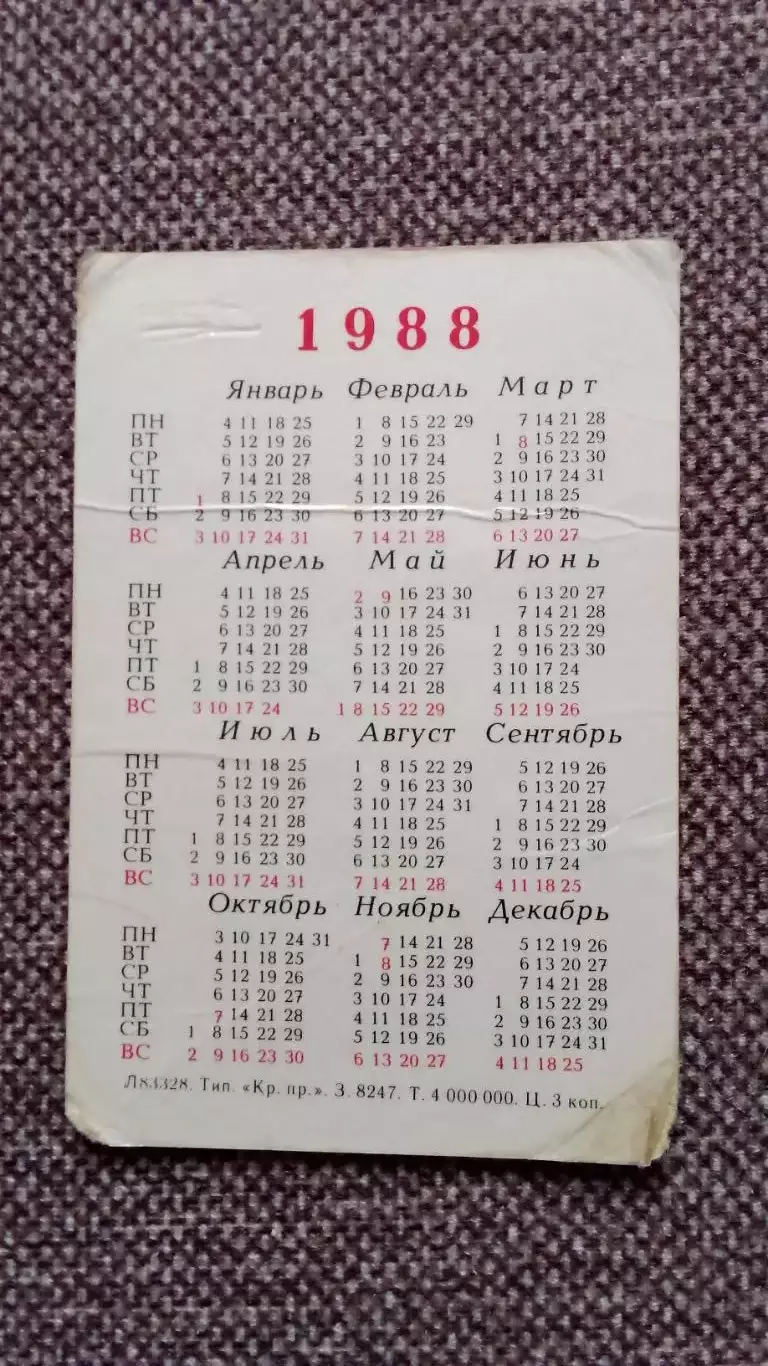 1988
Январь Февраль Март
ПН 4 11 18 25 1 8 15 22 29 7 14 21 28
ВТ 5 12 19 26 2 9 16 23 1 8 15 22 29
СР 6 13 20 27 3 10 17 24 2 9 16 23 30
ЧТ 7 14 21 28 4 11 18 25 3 10 17 24 31
ПТ 1 8 15 22 29 5 12 19 26 4 11 18 25
СБ 2 9 16 23 30 6 13 20 27 5 12 19 26
ВС 3 10 17 24 31 7 14 21 28 6 13 20 27
Апрель Май Июнь
ПН 4 11 18 25 2 9 16 23 30 6 13 20 27
ВТ 5 12 19 26 3 10 17 24 31 7 14 21 28
СР 6 13 20 27 4 11 18 25 1 8 15 22 29
ЧТ 7 14 21 28 5 12 19 26 2 9 16 23 30
ПТ 1 8 15 22 29 6 13 20 27 3 10 17 24
СБ 2 9 16 23 30 7 14 21 28 4 11 18 25
ВС 3 10 17 24 1 8 15 22 29 5 12 19 26
Июль Август Сентябрь
ПН 4 11 18 25 1 8 15 22 29 5 12 19 26
ВТ 5 12 19 26 2 9 16 23 30 6 13 20 27
СР 6 13 20 27 3 10 17 24 31 7 14 21 28
ЧТ 7 14 21 28 4 11 18 25 1 8 15 22 29
ПТ 1 8 15 22 29 5 12 19 26 2 9 16 23 30
СБ 2 9 16 23 30 6 13 20 27 3 10 17 24
ВС 3 10 17 24 31 7 14 21 28 4 11 18 25
Октябрь Ноябрь Декабрь
ПН 3 10 17 24 31 7 14 21 28 5 12 19 26
ВТ 4 11 18 25 1 8 15 22 29 6 13 20 27
СР 5 12 19 26 2 9 16 23 30 7 14 21 28
ЧТ 6 13 20 27 3 10 17 24 1 8 15 22 29
ПТ 7 14 21 28 4 11 18 25 2 9 16 23 30
СБ 1 8 15 22 29 5 12 19 26 3 10 17 24 31
ВС 2 9 16 23 30 6 13 20 27 4 11 18 25
Л83328. Тип. «Кр. пр.». З. 8247. Т. 4 000 000. Ц. 3 коп.